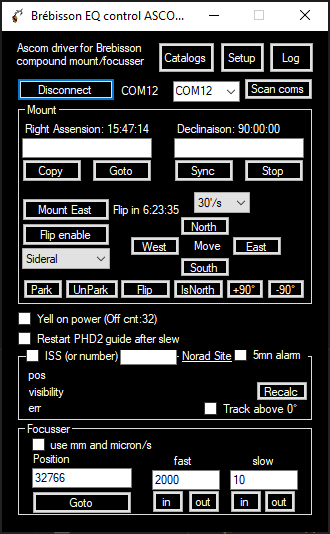 Brébisson EQ control ASCO...
Ascom driver for Brebisson
compound mount/focusser
Catalogs
Setup
Log
Disconnect
COM12
COM12
Scan coms
Mount
Right Assension: 15:47:14
Declinaison: 90:00:00
Copy
Goto
Sync
Stop
Mount East
Flip in 6:23:35
30'/s
Flip enable
North
West
Move
East
Sideral
South
Park
UnPark
Flip
IsNorth
+90°
-90°
Yell on power (Off cnt:32)
Restart PHD2 guide after slew
ISS (or number)
- Norad Site
5mn alarm
pos
visibility
Recalc
err
Track above 0°
Focusser
use mm and micron/s
Position
fast
slow
32766
2000
10
Goto
in
out
in
out